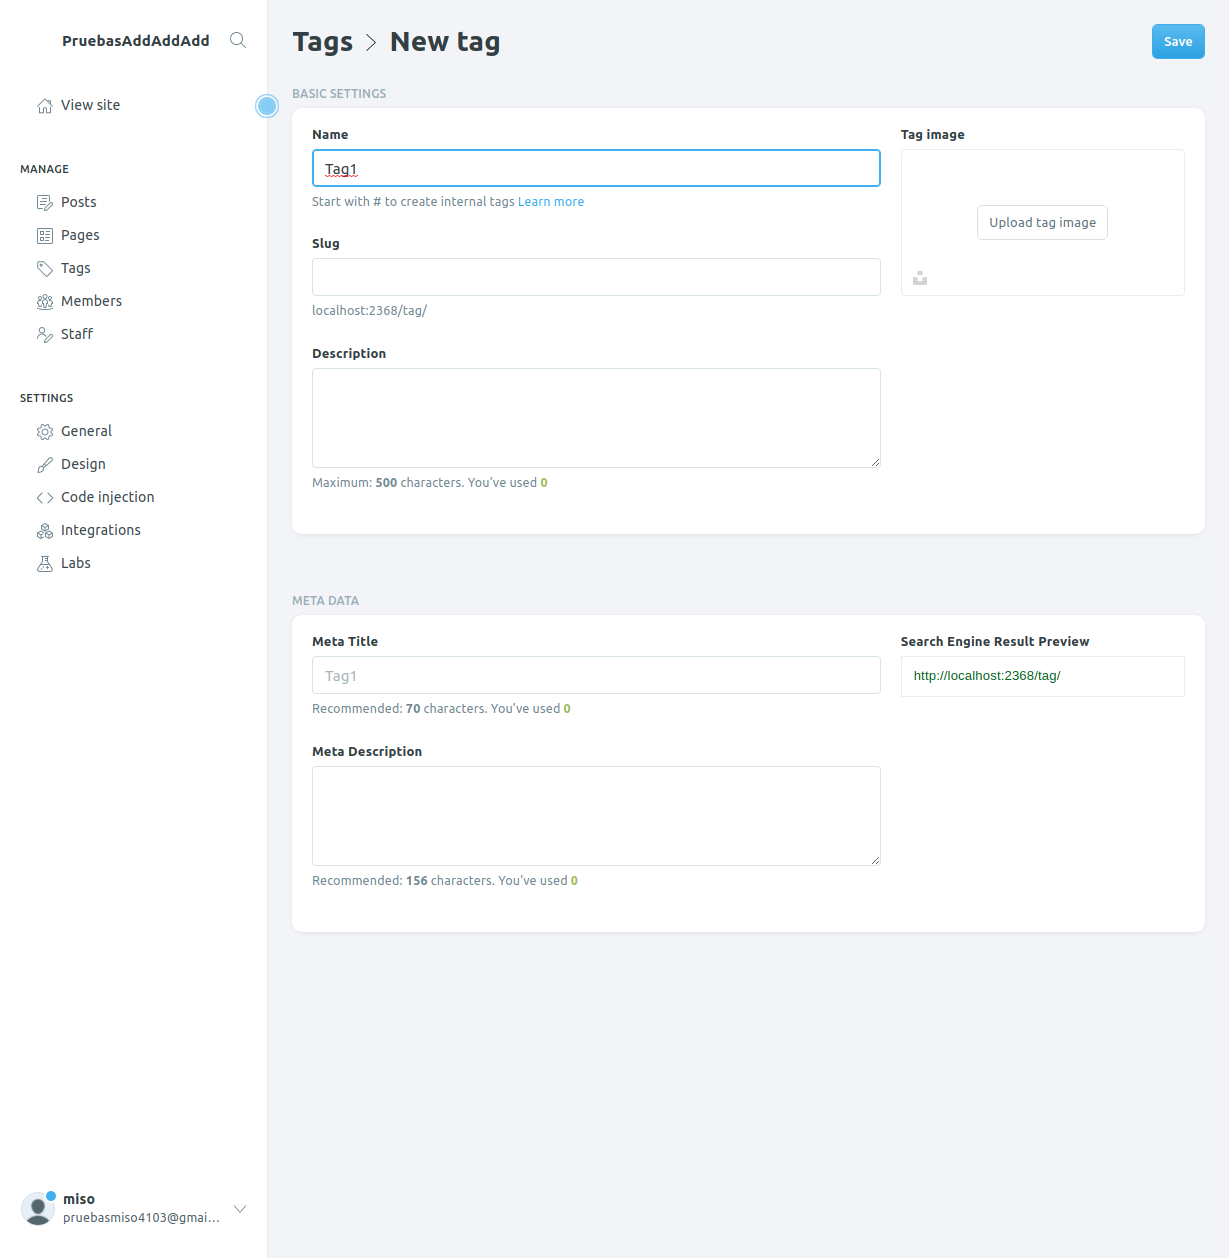 PruebasAddAddAdd
View site
MANAGE
Posts
Pages
Tags
Members
Staff
SETTINGS
General
Design
Code injection
Integrations
Labs
miso
pruebasmiso4103@gmai...
Tags > New tag
Save
BASIC SETTINGS
Name
Tag1
Start with # to create internal tags Learn more
Slug
localhost:2368/tag/
Description
Maximum: 500 characters. You’ve used 0
Tag image
Upload tag image
META DATA
Meta Title
Tag1
Recommended: 70 characters. You’ve used 0
Meta Description
Recommended: 156 characters. You’ve used 0
Search Engine Result Preview
http://localhost:2368/tag/